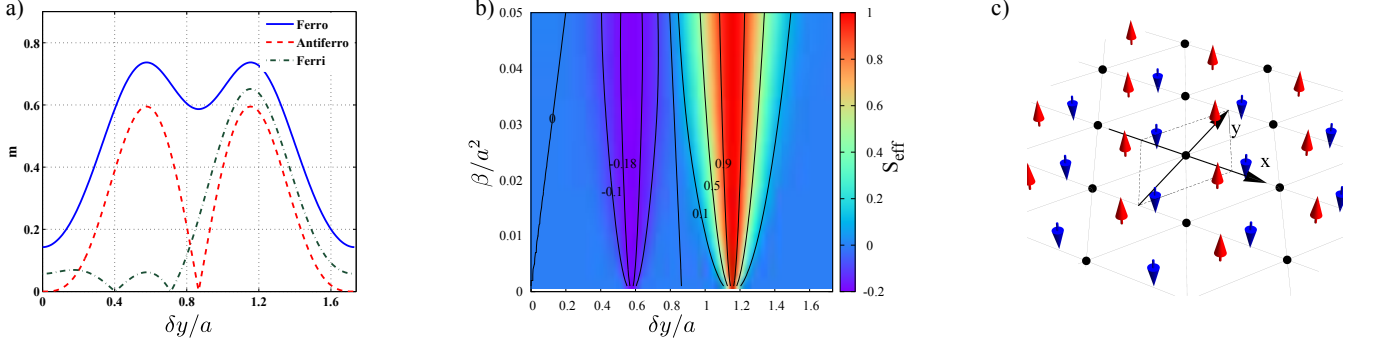 a)
Ferro
Antiferro
Ferri
m
0.8
0.6
0.4
0.2
0
0 0.4 0.8 1.2 1.6
δy/a
b)
β/a²
0.05
0.04
0.03
0.02
0.01
0
0 0.2 0.4 0.6 0.8 1 1.2 1.4 1.6
δy/a
0
-0.18
-0.1
0.9
0.5
0.1
1
0.8
0.6
0.4
0.2
0
-0.2
S_eff
c)
y
x